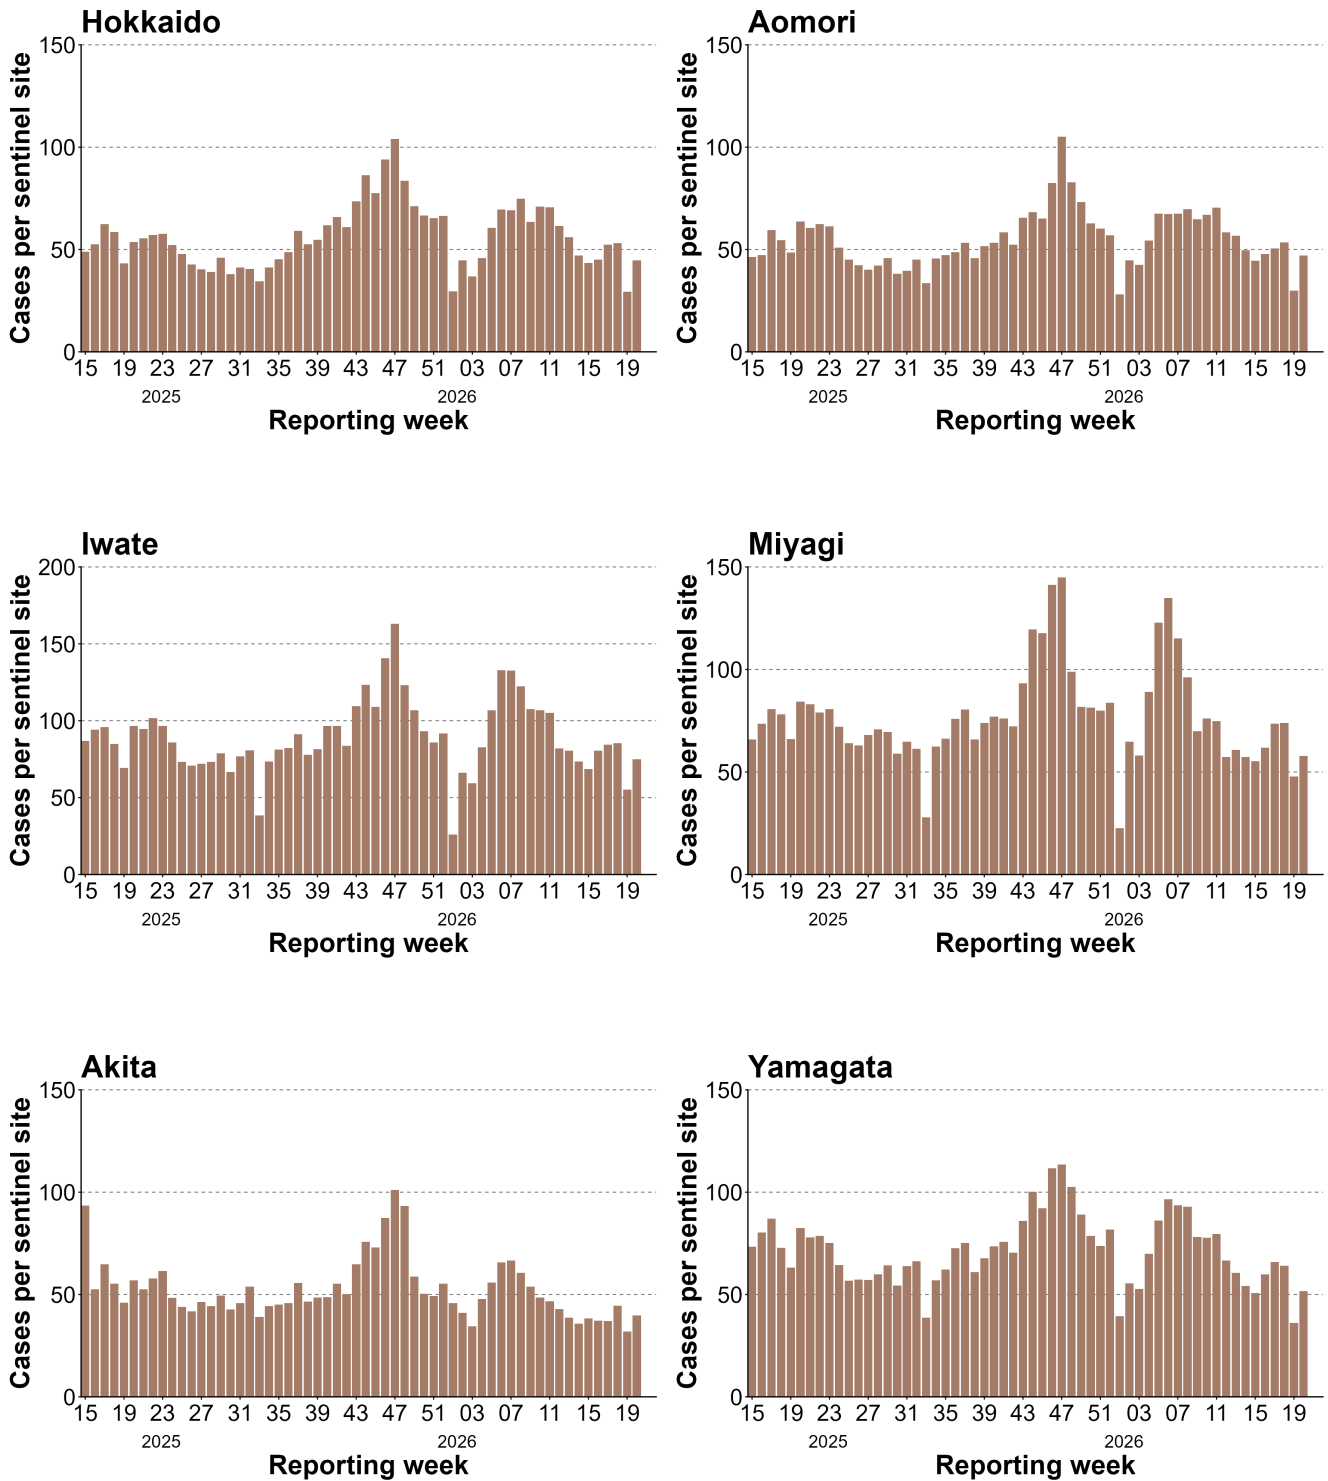 Hokkaido
Cases per sentinel site
150
100
50
0
15 19 23 27 31 35 39 43 47 51 03 07 11 15 19
2025 2026
Reporting week
Aomori
Cases per sentinel site
150
100
50
0
15 19 23 27 31 35 39 43 47 51 03 07 11 15 19
2025 2026
Reporting week
Iwate
Cases per sentinel site
200
150
100
50
0
15 19 23 27 31 35 39 43 47 51 03 07 11 15 19
2025 2026
Reporting week
Miyagi
Cases per sentinel site
150
100
50
0
15 19 23 27 31 35 39 43 47 51 03 07 11 15 19
2025 2026
Reporting week
Akita
Cases per sentinel site
150
100
50
0
15 19 23 27 31 35 39 43 47 51 03 07 11 15 19
2025 2026
Reporting week
Yamagata
Cases per sentinel site
150
100
50
0
15 19 23 27 31 35 39 43 47 51 03 07 11 15 19
2025 2026
Reporting week